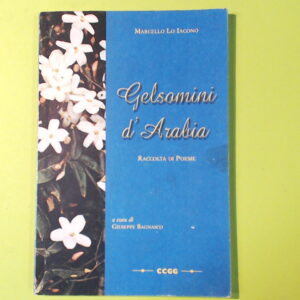 Marcello Lo Iacono
Gelsomini
d'Arabia
Raccolta di Poesie
a cura di
Giuseppe Bagnasco
CCGG